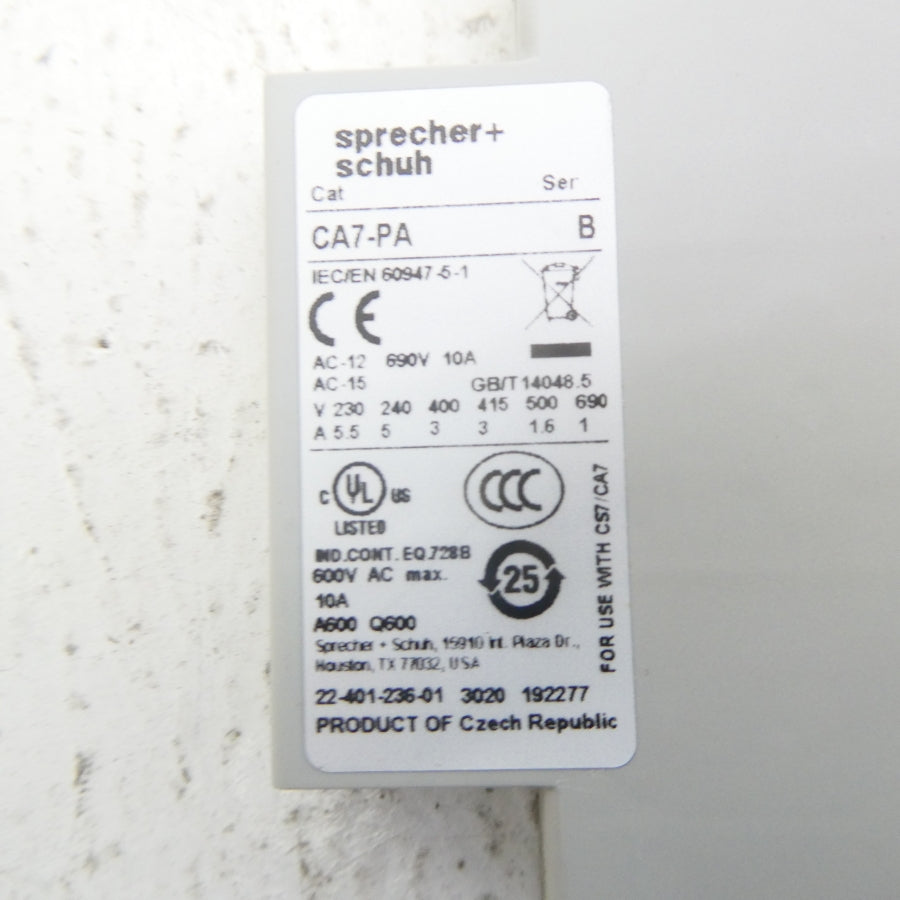 sprecher+
schuh
Cat Ser
CA7-PA B
IEC/EN 60947-5-1
CE
AC-12 690V 10A
AC-15 GB/T 14048.5
V 230 240 400 415 500 690
A 5.5 5 3 3 1.6 1
C UL US
LISTED
CCC
IND.CONT.EQ.728B
600V AC max.
10A
25
A600 Q600
Sprecher + Schuh, 15910 Int. Plaza Dr.,
Houston, TX 77032, USA
22-401-236-01 3020 192277
PRODUCT OF Czech Republic
FOR USE WITH CS7/CA7